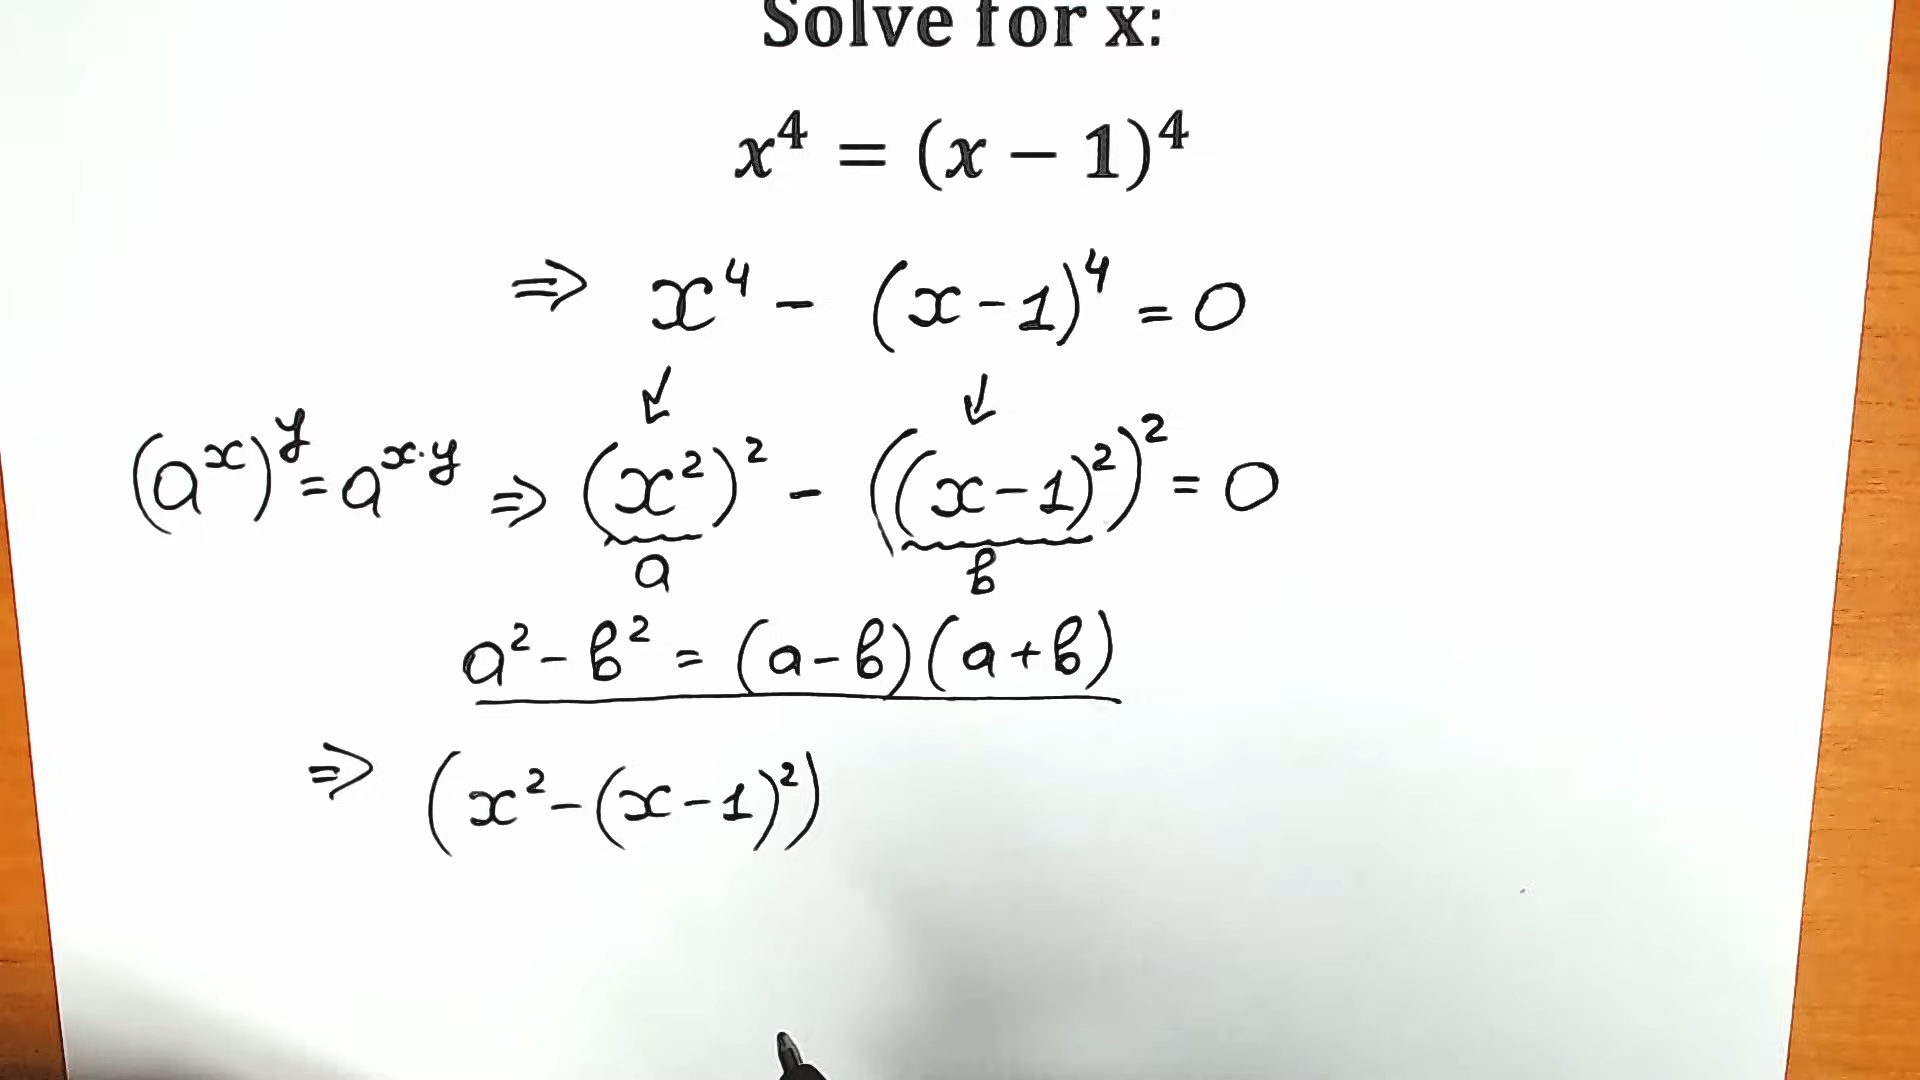 Solve for x:
x⁴ = (x − 1)⁴
⇒ x⁴ − (x−1)⁴ = 0
↙ ↙
(aˣ)ʸ = aˣ·ʸ ⇒ (x²)² − ((x−1)²)² = 0
a b
a² − b² = (a−b)(a+b)
⇒ (x² − (x−1)²)